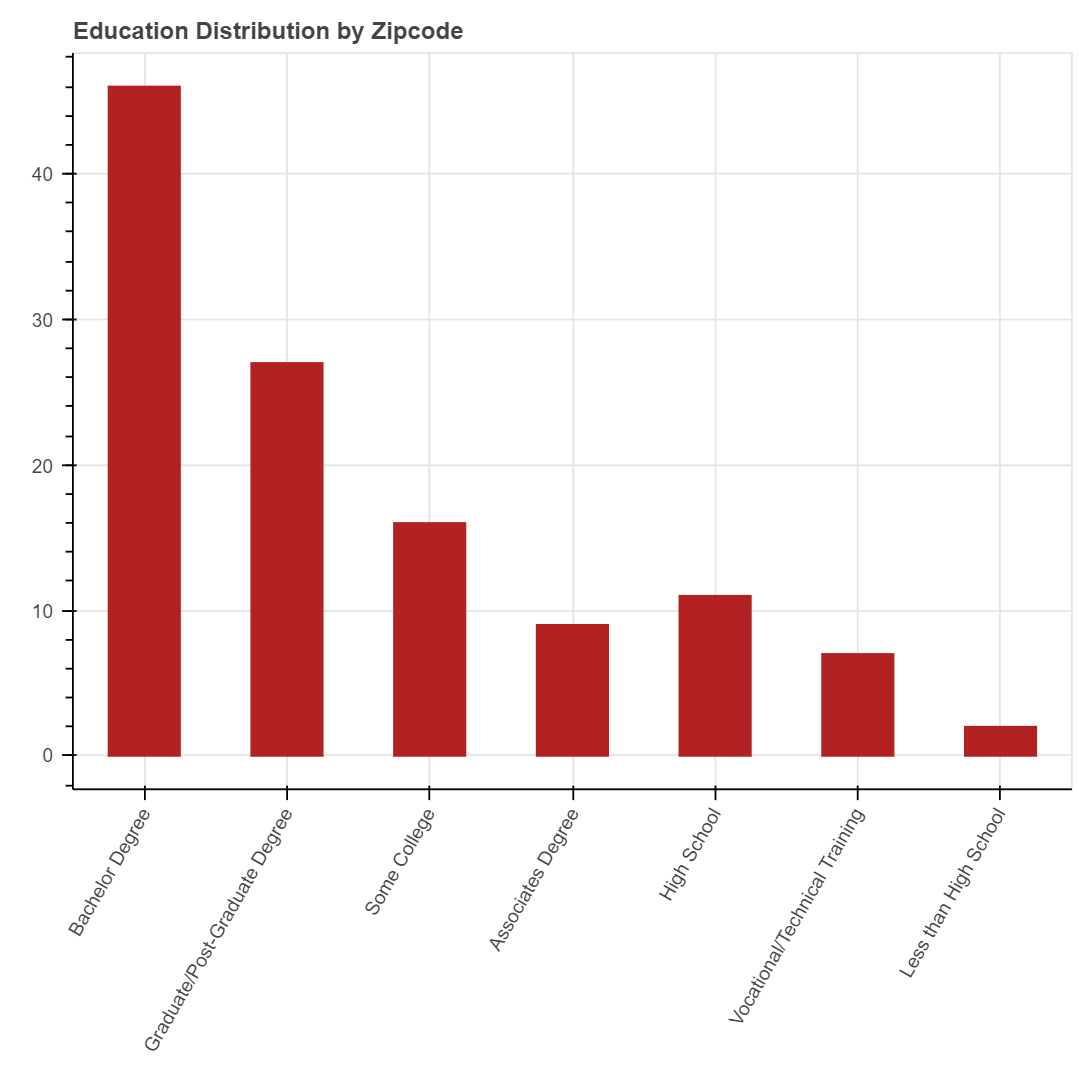 Education Distribution by Zipcode
40
30
20
10
0
Bachelor Degree
Graduate/Post-Graduate Degree
Some College
Associates Degree
High School
Vocational/Technical Training
Less than High School